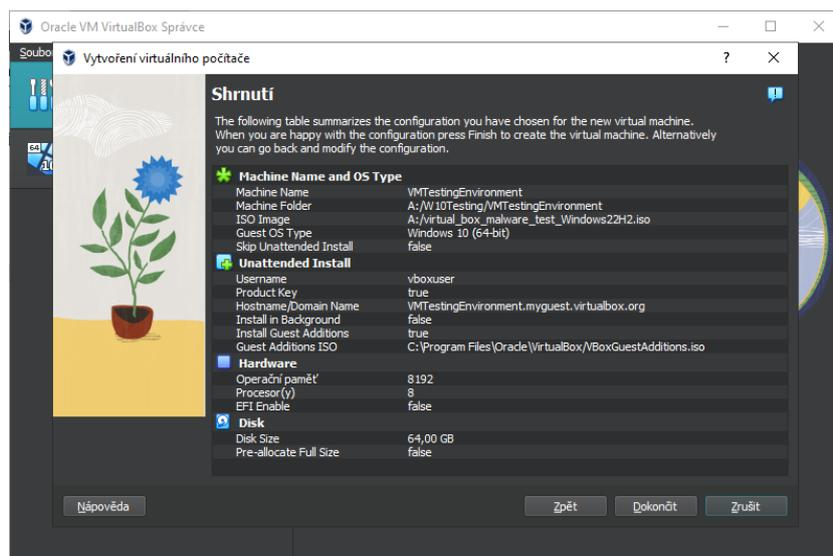 Oracle VM VirtualBox Správce
Soubo
Vytvoření virtuálního počítače
?
Shrnutí
The following table summarizes the configuration you have chosen for the new virtual machine.
When you are happy with the configuration press Finish to create the virtual machine. Alternatively
you can go back and modify the configuration.
64
10
Machine Name and OS Type
Machine Name VMTestingEnvironment
Machine Folder A:/W10Testing/VMTestingEnvironment
ISO Image A:/virtual_box_malware_test_Windows22H2.iso
Guest OS Type Windows 10 (64-bit)
Skip Unattended Install false
Unattended Install
Username vboxuser
Product Key true
Hostname/Domain Name VMTestingEnvironment.myguest.virtualbox.org
Install in Background false
Install Guest Additions true
Guest Additions ISO C:\Program Files\Oracle\VirtualBox/VBoxGuestAdditions.iso
Hardware
Operační paměť 8192
Procesor(y) 8
EFI Enable false
Disk
Disk Size 64,00 GB
Pre-allocate Full Size false
Nápověda Zpět Dokončit Zrušit